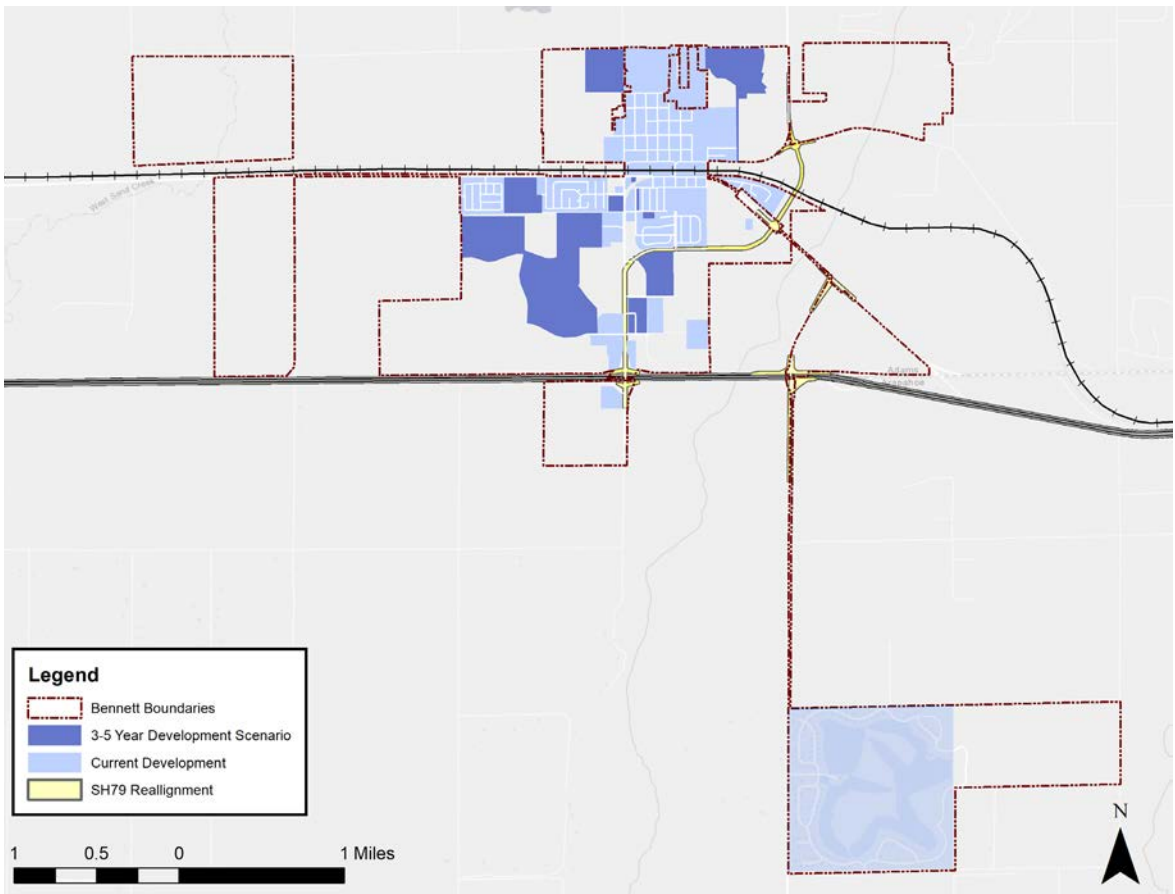 West Sand Creek
Adams
Arapahoe
Legend
Bennett Boundaries
3-5 Year Development Scenario
Current Development
SH79 Reallignment
1 0.5 0 1 Miles
N